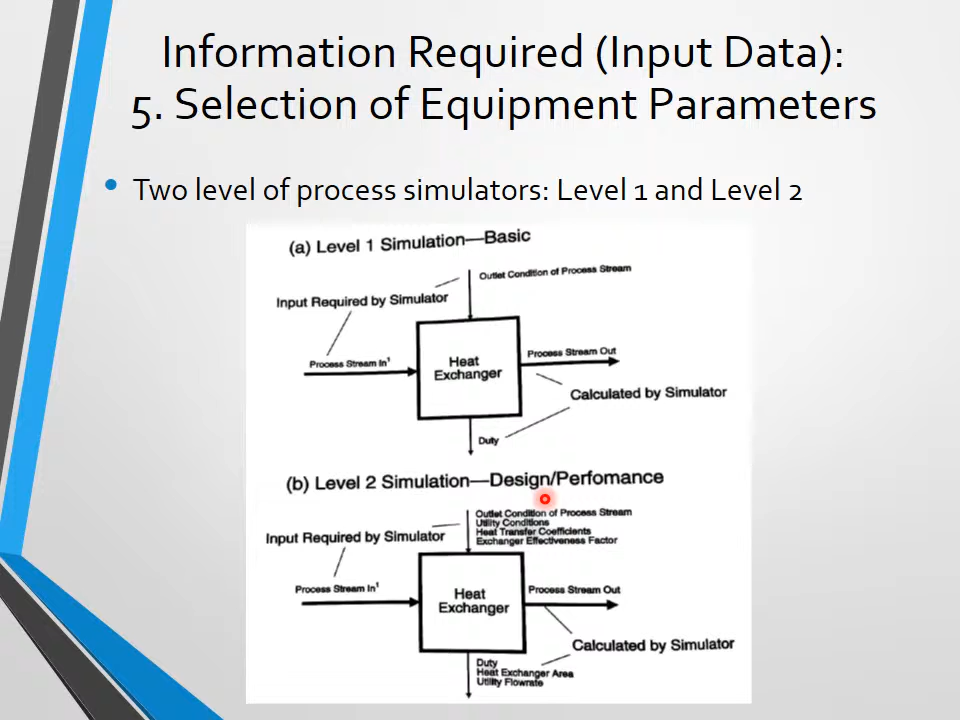 Information Required (Input Data):
5. Selection of Equipment Parameters
• Two level of process simulators: Level 1 and Level 2
(a) Level 1 Simulation—Basic
Outlet Condition of Process Stream
Input Required by Simulator
Process Stream In¹
Heat
Exchanger
Process Stream Out
Calculated by Simulator
Duty
(b) Level 2 Simulation—Design/Perfomance
Outlet Condition of Process Stream
Utility Conditions
Heat Transfer Coefficients
Exchanger Effectiveness Factor
Input Required by Simulator
Process Stream In¹
Heat
Exchanger
Process Stream Out
Calculated by Simulator
Duty
Heat Exchanger Area
Utility Flowrate